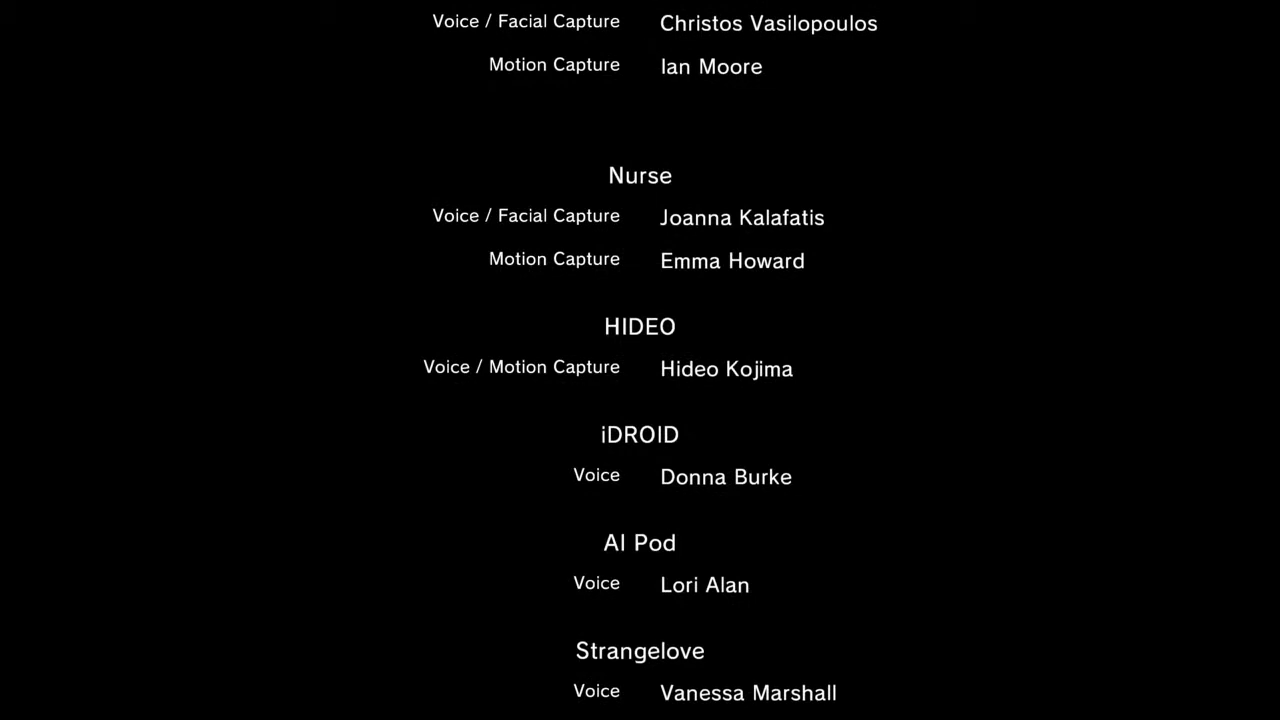 Voice / Facial Capture Christos Vasilopoulos
Motion Capture Ian Moore
Nurse
Voice / Facial Capture Joanna Kalafatis
Motion Capture Emma Howard
HIDEO
Voice / Motion Capture Hideo Kojima
iDROID
Voice Donna Burke
AI Pod
Voice Lori Alan
Strangelove
Voice Vanessa Marshall